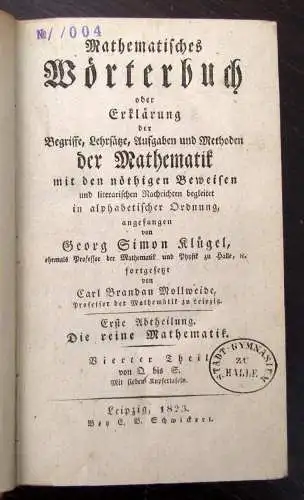 №//004
Mathematisches
Wörterbuch
oder
Erklärung
der
Begriffe, Lehrsätze, Aufgaben und Methoden
der Mathematik
mit den nöthigen Beweisen
und literarischen Nachrichten begleitet
in alphabetischer Ordnung,
angefangen
von
Georg Simon Klügel,
ehemals Professor der Mathematik und Physik zu Halle, ꝛc.
fortgesetzt
von
Carl Brandan Mollweide,
Professor der Mathematik zu Leipzig.
Erste Abtheilung.
Die reine Mathematik.
Vierter Theil
von Q. bis S.
Mit sieben Kupfertafeln.
STADT-GYMNASIUM
ZU
HALLE
Leipzig, 1823.
Bey E. B. Schwickert.